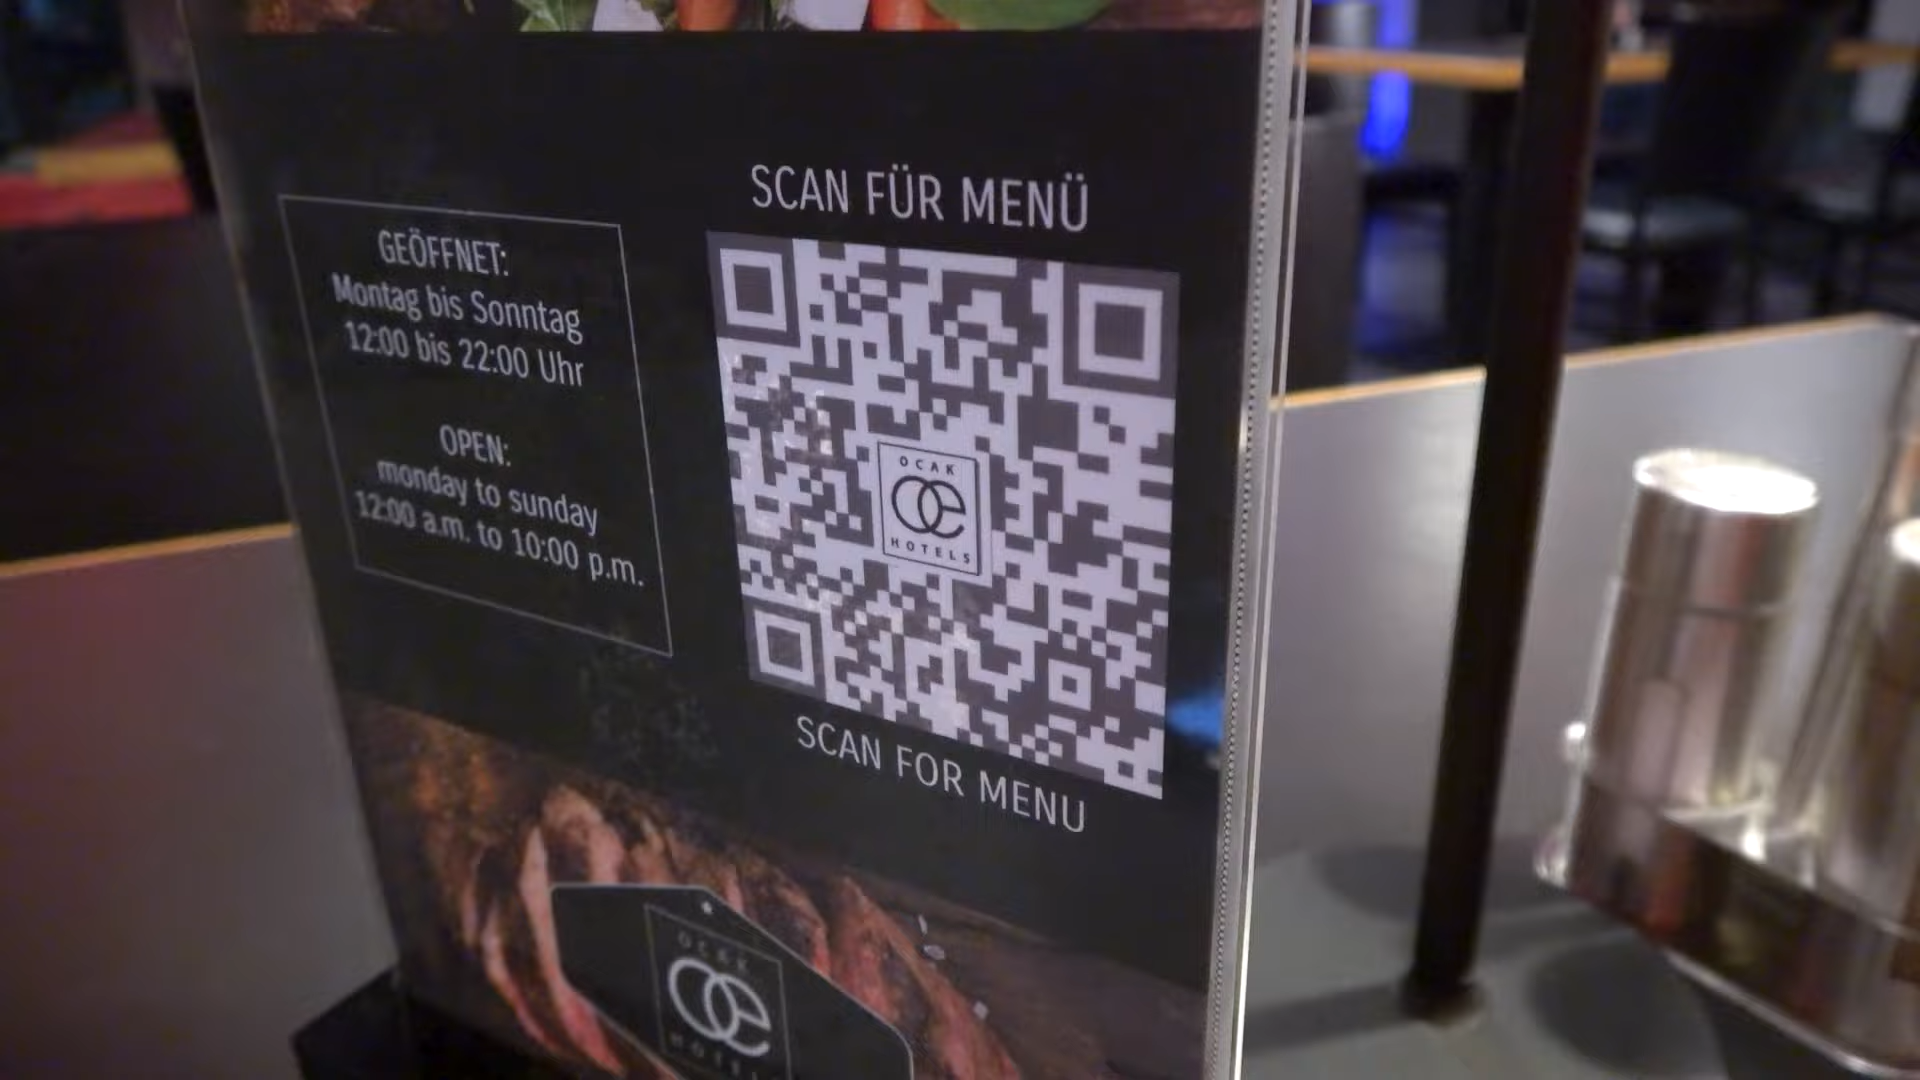 GEÖFFNET:
Montag bis Sonntag
12:00 bis 22:00 Uhr
OPEN:
monday to sunday
12:00 a.m. to 10:00 p.m.
SCAN FÜR MENÜ
OCAK
œ
HOTELS
SCAN FOR MENU
OCAK
œ
HOTELS